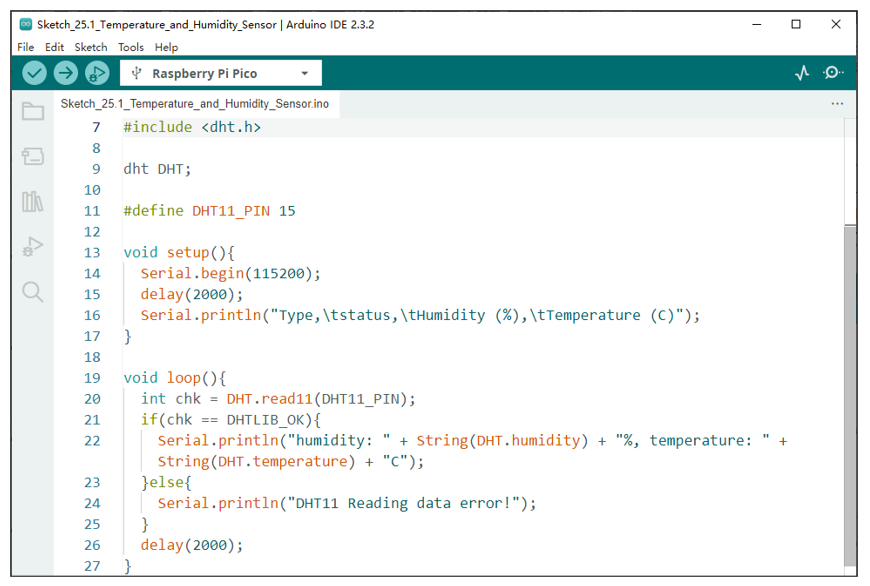 Sketch_25.1_Temperature_and_Humidity_Sensor | Arduino IDE 2.3.2
File Edit Sketch Tools Help
Raspberry Pi Pico
Sketch_25.1_Temperature_and_Humidity_Sensor.ino
7 #include <dht.h>
8
9 dht DHT;
10
11 #define DHT11_PIN 15
12
13 void setup(){
14 Serial.begin(115200);
15 delay(2000);
16 Serial.println("Type,\tstatus,\tHumidity (%),\tTemperature (C)");
17 }
18
19 void loop(){
20 int chk = DHT.read11(DHT11_PIN);
21 if(chk == DHTLIB_OK){
22 Serial.println("humidity: " + String(DHT.humidity) + "%, temperature: " +
String(DHT.temperature) + "C");
23 }else{
24 Serial.println("DHT11 Reading data error!");
25 }
26 delay(2000);
27 }